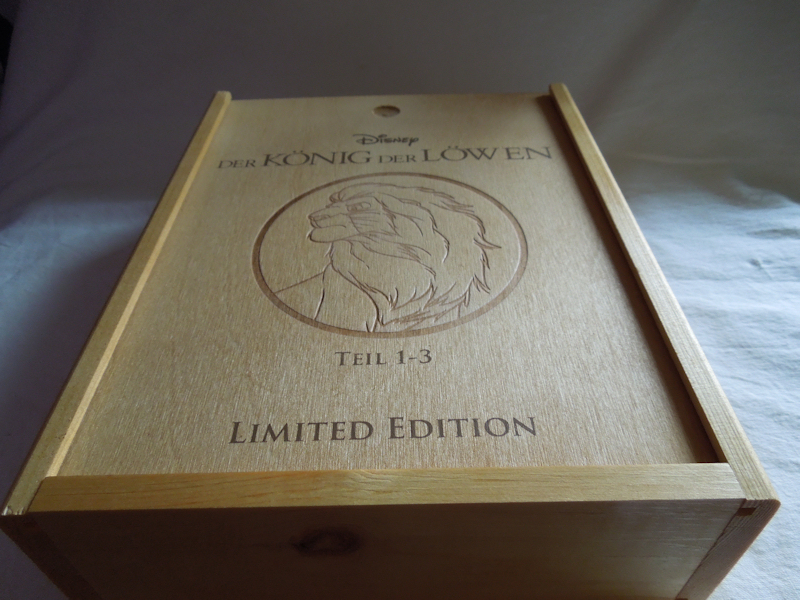 Disney
DER KÖNIG DER LÖWEN
TEIL 1-3
LIMITED EDITION